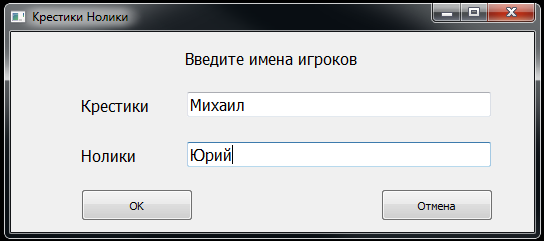 Крестики Нолики
Введите имена игроков
Крестики Михаил
Нолики Юрий
OK Отмена